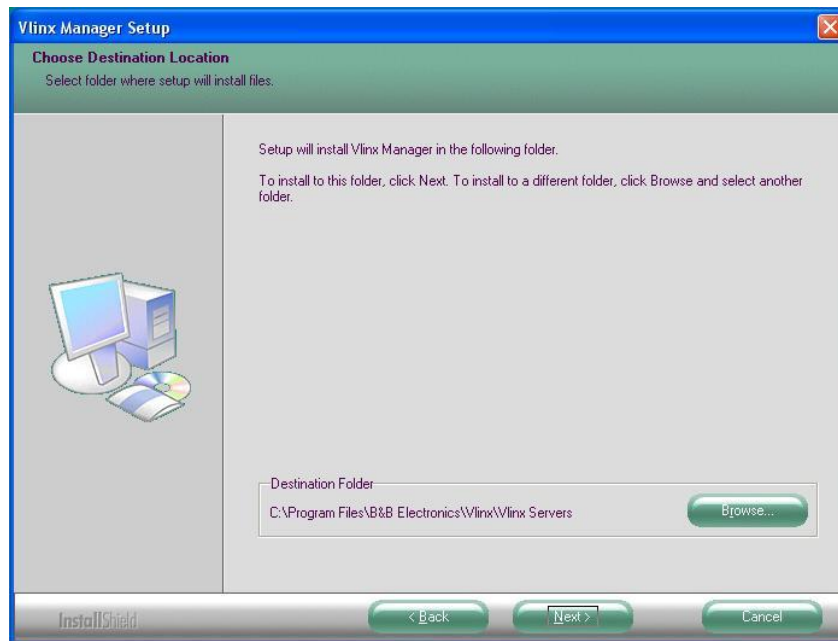 Vlinx Manager Setup
Choose Destination Location
Select folder where setup will install files.
Setup will install Vlinx Manager in the following folder.
To install to this folder, click Next. To install to a different folder, click Browse and select another
folder.
Destination Folder
C:\Program Files\B&B Electronics\Vlinx\Vlinx Servers
Browse...
InstallShield
< Back
Next >
Cancel